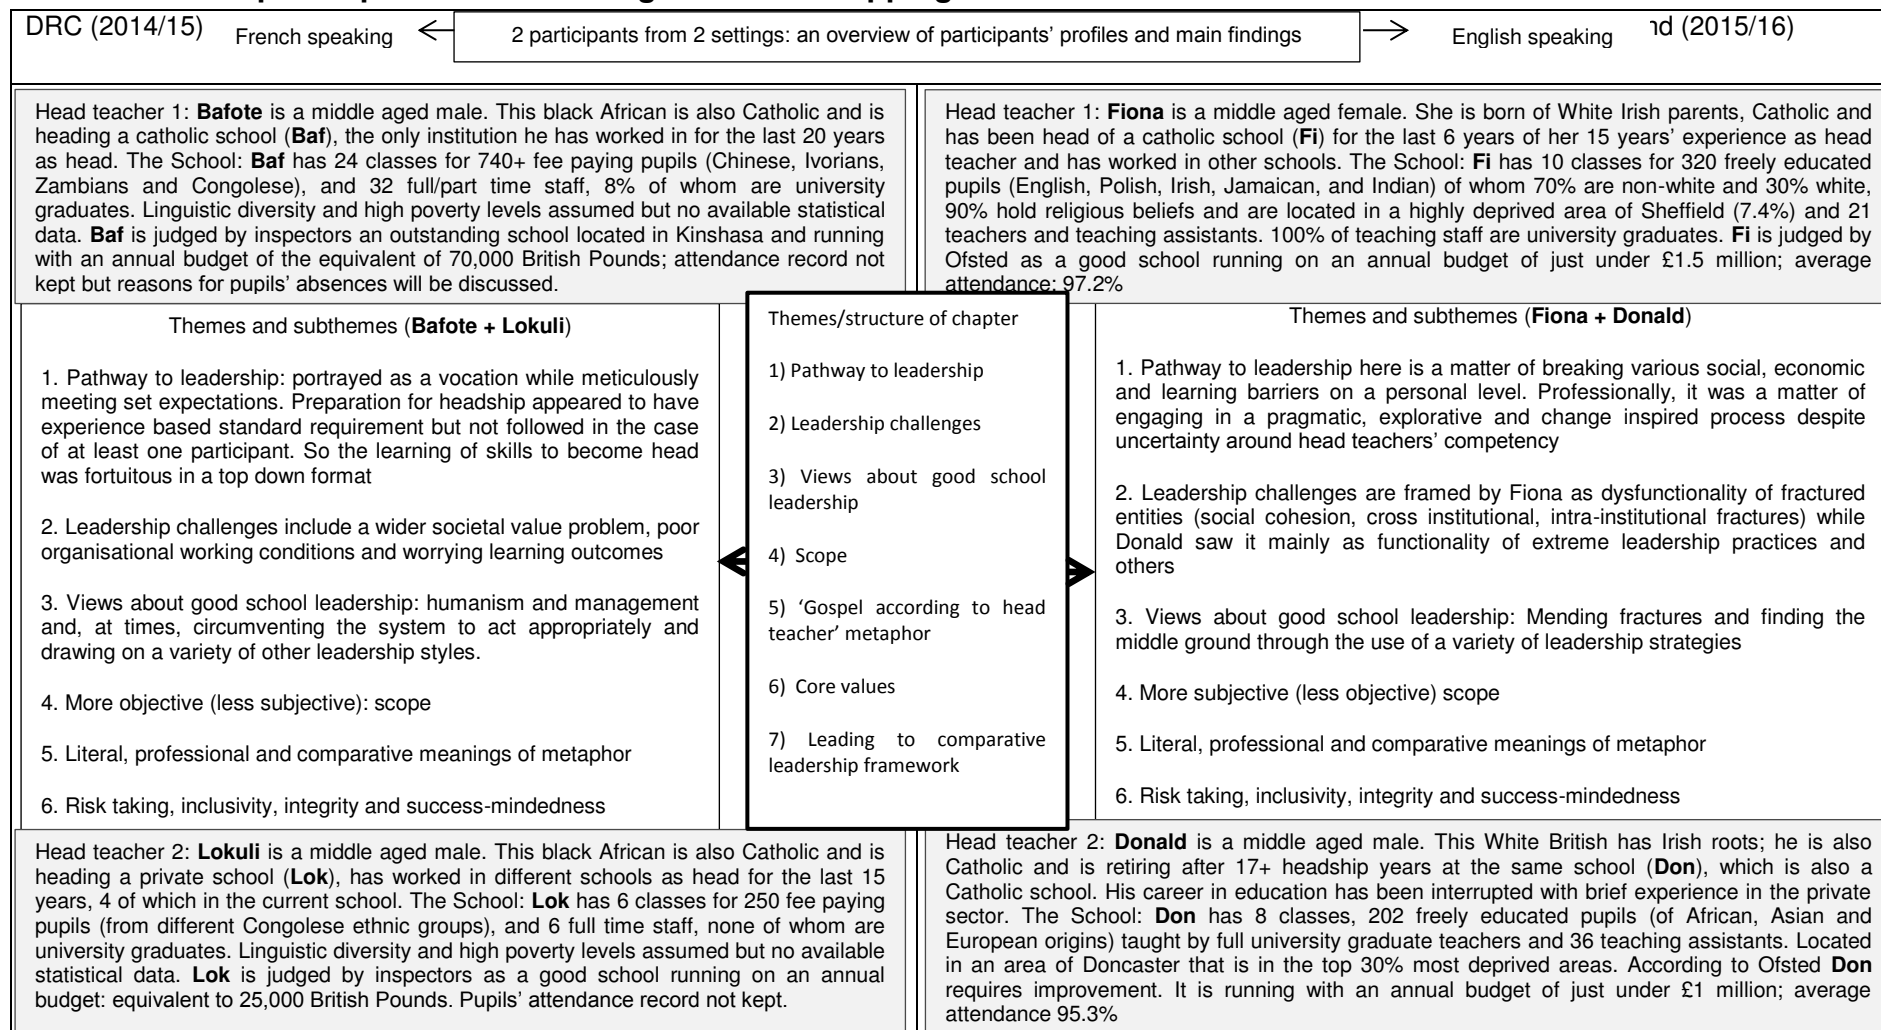 DRC (2014/15)
French speaking
2 participants from 2 settings: an overview of participants' profiles and main findings
English speaking
nd (2015/16)
Head teacher 1: Bafote is a middle aged male. This black African is also Catholic and is
heading a catholic school (Baf), the only institution he has worked in for the last 20 years
as head. The School: Baf has 24 classes for 740+ fee paying pupils (Chinese, Ivorians,
Zambians and Congolese), and 32 full/part time staff, 8% of whom are university
graduates. Linguistic diversity and high poverty levels assumed but no available statistical
data. Baf is judged by inspectors an outstanding school located in Kinshasa and running
with an annual budget of the equivalent of 70,000 British Pounds; attendance record not
kept but reasons for pupils' absences will be discussed.
Head teacher 1: Fiona is a middle aged female. She is born of White Irish parents, Catholic and
has been head of a catholic school (Fi) for the last 6 years of her 15 years' experience as head
teacher and has worked in other schools. The School: Fi has 10 classes for 320 freely educated
pupils (English, Polish, Irish, Jamaican, and Indian) of whom 70% are non-white and 30% white,
90% hold religious beliefs and are located in a highly deprived area of Sheffield (7.4%) and 21
teachers and teaching assistants. 100% of teaching staff are university graduates. Fi is judged by
Ofsted as a good school running on an annual budget of just under £1.5 million; average
attendance: 97.2%
Themes and subthemes (Bafote + Lokuli)
1. Pathway to leadership: portrayed as a vocation while meticulously
meeting set expectations. Preparation for headship appeared to have
experience based standard requirement but not followed in the case
of at least one participant. So the learning of skills to become head
was fortuitous in a top down format
2. Leadership challenges include a wider societal value problem, poor
organisational working conditions and worrying learning outcomes
3. Views about good school leadership: humanism and management
and, at times, circumventing the system to act appropriately and
drawing on a variety of other leadership styles.
4. More objective (less subjective): scope
5. Literal, professional and comparative meanings of metaphor
6. Risk taking, inclusivity, integrity and success-mindedness
Themes/structure of chapter
1) Pathway to leadership
2) Leadership challenges
3) Views about good school
leadership
4) Scope
5) 'Gospel according to head
teacher' metaphor
6) Core values
7) Leading to comparative
leadership framework
Themes and subthemes (Fiona + Donald)
1. Pathway to leadership here is a matter of breaking various social, economic
and learning barriers on a personal level. Professionally, it was a matter of
engaging in a pragmatic, explorative and change inspired process despite
uncertainty around head teachers' competency
2. Leadership challenges are framed by Fiona as dysfunctionality of fractured
entities (social cohesion, cross institutional, intra-institutional fractures) while
Donald saw it mainly as functionality of extreme leadership practices and
others
3. Views about good school leadership: Mending fractures and finding the
middle ground through the use of a variety of leadership strategies
4. More subjective (less objective) scope
5. Literal, professional and comparative meanings of metaphor
6. Risk taking, inclusivity, integrity and success-mindedness
Head teacher 2: Lokuli is a middle aged male. This black African is also Catholic and is
heading a private school (Lok), has worked in different schools as head for the last 15
years, 4 of which in the current school. The School: Lok has 6 classes for 250 fee paying
pupils (from different Congolese ethnic groups), and 6 full time staff, none of whom are
university graduates. Linguistic diversity and high poverty levels assumed but no available
statistical data. Lok is judged by inspectors as a good school running on an annual
budget: equivalent to 25,000 British Pounds. Pupils' attendance record not kept.
Head teacher 2: Donald is a middle aged male. This White British has Irish roots; he is also
Catholic and is retiring after 17+ headship years at the same school (Don), which is also a
Catholic school. His career in education has been interrupted with brief experience in the private
sector. The School: Don has 8 classes, 202 freely educated pupils (of African, Asian and
European origins) taught by full university graduate teachers and 36 teaching assistants. Located
in an area of Doncaster that is in the top 30% most deprived areas. According to Ofsted Don
requires improvement. It is running with an annual budget of just under £1 million; average
attendance 95.3%